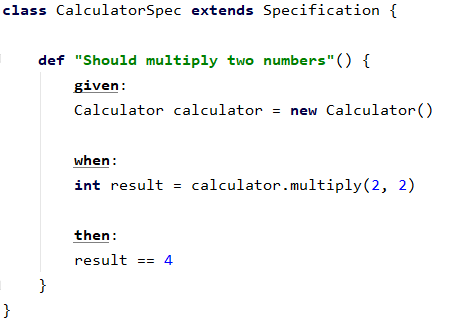 class CalculatorSpec extends Specification {
def "Should multiply two numbers"() {
given:
Calculator calculator = new Calculator()
when:
int result = calculator.multiply(2, 2)
then:
result == 4
}
}